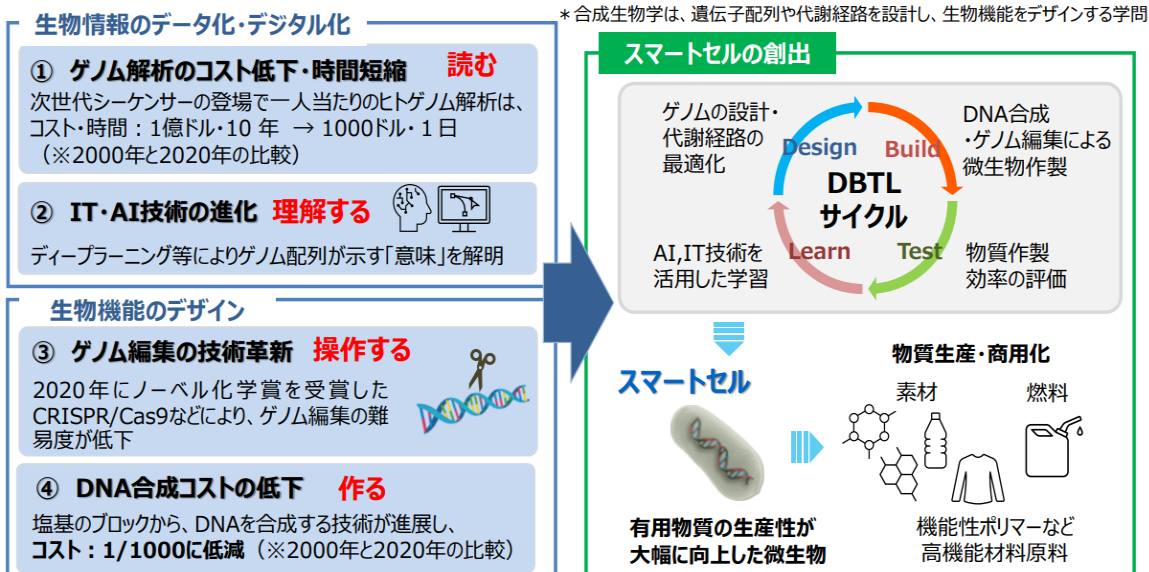 ＊合成生物学は、遺伝子配列や代謝経路を設計し、生物機能をデザインする学問
生物情報のデータ化・デジタル化
① ゲノム解析のコスト低下・時間短縮 読む
次世代シーケンサーの登場で一人当たりのヒトゲノム解析は、
コスト・時間：1億ドル・10 年 → 1000ドル・１日
（※2000年と2020年の比較）
② IT・AI技術の進化 理解する
ディープラーニング等によりゲノム配列が示す「意味」を解明
生物機能のデザイン
③ ゲノム編集の技術革新 操作する
2020年にノーベル化学賞を受賞した
CRISPR/Cas9などにより、ゲノム編集の難
易度が低下
④ DNA合成コストの低下 作る
塩基のブロックから、DNAを合成する技術が進展し、
コスト：1/1000に低減（※2000年と2020年の比較）
スマートセルの創出
ゲノムの設計・
代謝経路の
最適化
Design
Build
DNA合成
・ゲノム編集による
微生物作製
DBTL
サイクル
AI,IT技術を
活用した学習
Learn
Test
物質作製
効率の評価
スマートセル
有用物質の生産性が
大幅に向上した微生物
物質生産・商用化
素材
燃料
機能性ポリマーなど
高機能材料原料